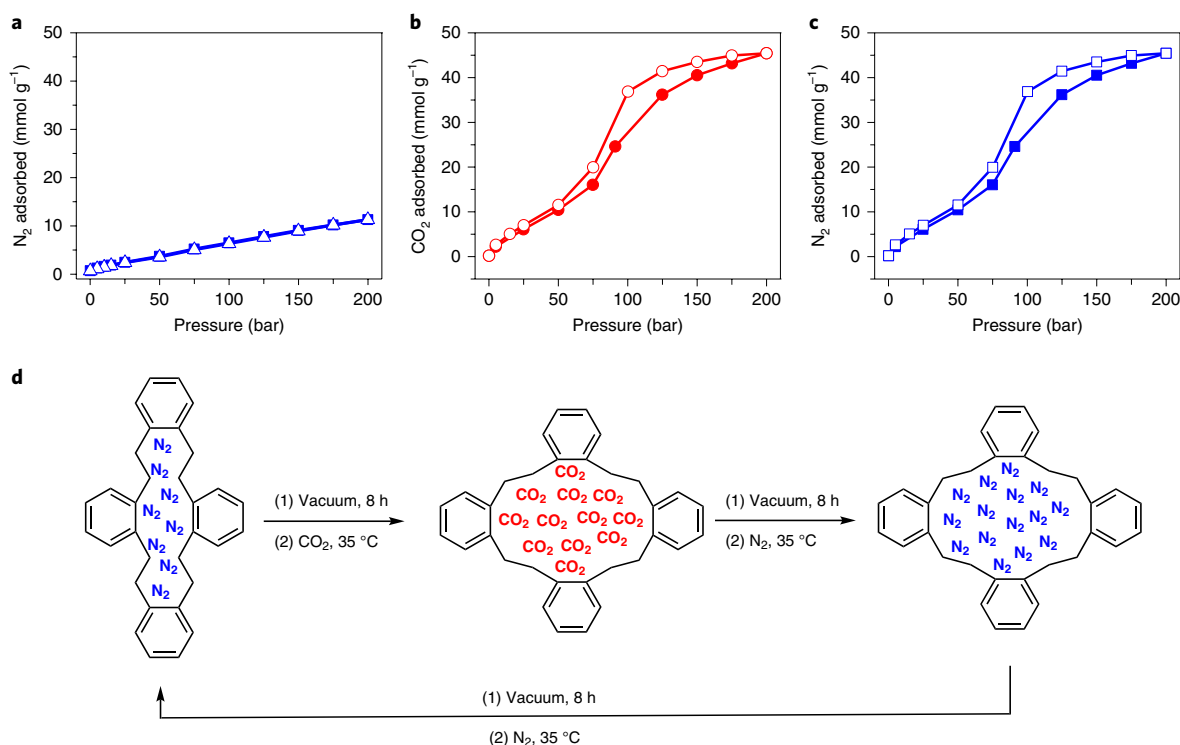 a
50
40
30
20
10
0
N₂ adsorbed (mmol g⁻¹)
0 50 100 150 200
Pressure (bar)
b
50
40
30
20
10
0
CO₂ adsorbed (mmol g⁻¹)
0 50 100 150 200
Pressure (bar)
c
50
40
30
20
10
0
N₂ adsorbed (mmol g⁻¹)
0 50 100 150 200
Pressure (bar)
d
N₂
N₂
N₂
N₂
N₂
N₂
N₂
N₂
(1) Vacuum, 8 h
(2) CO₂, 35 °C
CO₂
CO₂ CO₂ CO₂
CO₂ CO₂ CO₂ CO₂
CO₂ CO₂ CO₂
CO₂
(1) Vacuum, 8 h
(2) N₂, 35 °C
N₂
N₂ N₂ N₂
N₂ N₂ N₂ N₂
N₂ N₂ N₂ N₂
N₂ N₂
(1) Vacuum, 8 h
(2) N₂, 35 °C